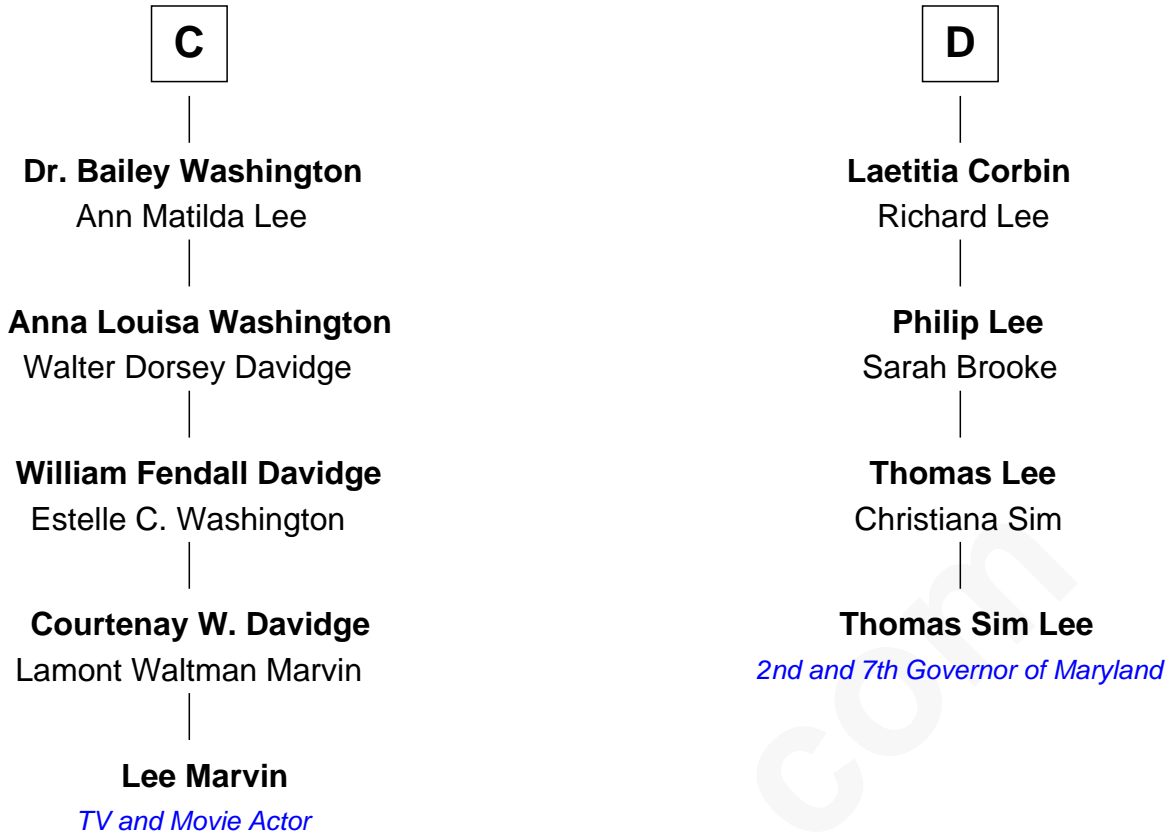 C
Dr. Bailey Washington
Ann Matilda Lee
Anna Louisa Washington
Walter Dorsey Davidge
William Fendall Davidge
Estelle C. Washington
Courtenay W. Davidge
Lamont Waltman Marvin
Lee Marvin
TV and Movie Actor
D
Laetitia Corbin
Richard Lee
Philip Lee
Sarah Brooke
Thomas Lee
Christiana Sim
Thomas Sim Lee
2nd and 7th Governor of Maryland
com